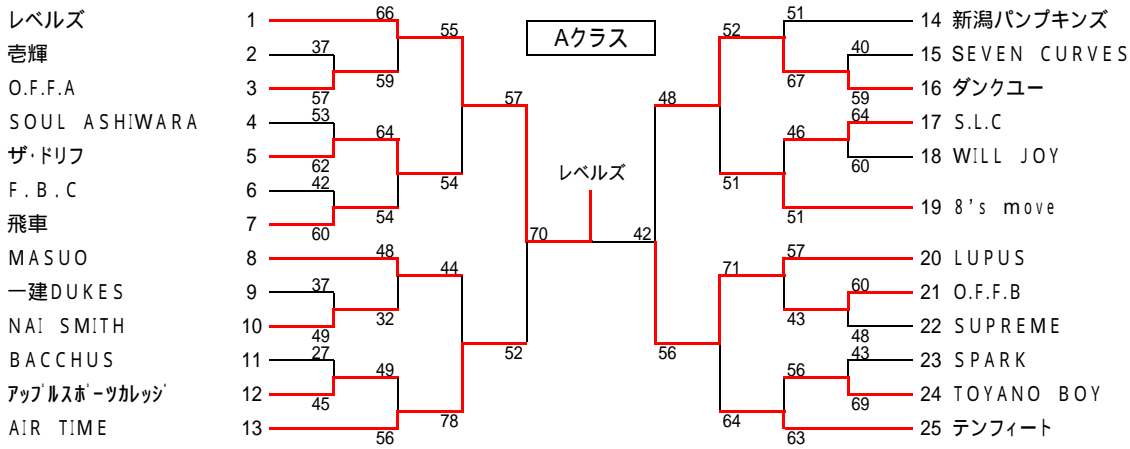 Aクラス
レベルズ 1 66
壱輝 2 37
55
O.F.F.A 3 57 59
57
SOUL ASHIWARA 4 53
ザ・ドリフ 5 62 64
54
F.B.C 6 42
飛車 7 60 54
70
MASUO 8 48
一建DUKES 9 37
44
NAI SMITH 10 49 32
52
BACCHUS 11 27
アップルスポーツカレッジ 12 45 49
78
AIR TIME 13 56
レベルズ
51 14 新潟パンプキンズ
52
40 15 SEVEN CURVES
67 59 16 ダンクユー
48
46 64 17 S.L.C
60 18 WILL JOY
51
51 19 8's move
42
57 20 LUPUS
71
60 21 O.F.F.B
43 48 22 SUPREME
56
43 23 SPARK
56 69 24 TOYANO BOY
64
63 25 テンフィート